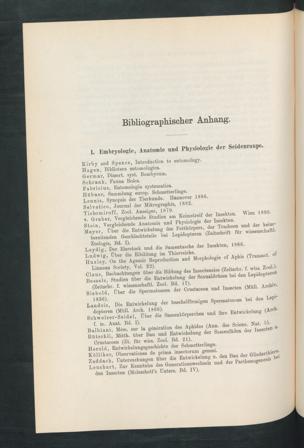 Bibliographischer Anhang.
1. Embryologie, Anatomie und Physiologie der Seidenraupe.
Kirby and Spence, Introduction to entomology.
Hagen, Biblioteca entomologica.
Germar, Dissert. syst. Bombycum.
Schrank, Fauna Boica.
Fabricius, Entomologia systematica.
Hübner, Sammlung europ. Schmetterlinge.
Leunis, Synopsis der Tierkunde. Hannover 1886.
Salvatico, Journal der Mikrographie, 1882.
Tichomiroff, Zool. Anzeiger, 1879.
v. Graber, Vergleichende Studien am Keimstreif der Insekten. Wien
Stein, Vergleichende Anatomie und Physiologie der Insekten.
Meyer, Über die Entwicklung des Fettkörpers, der Tracheen und der keimbereitenden Geschlechtsteile bei Lepidopteren (Zeitschrift für wissenschaftl.
Zoologie, Bd. I).
Leydig, Der Eierstock und die Samentasche der Insekten, 1866.
Ludwig, Über die Eibildung im Thierreiche.
Huxley, On the Agamic Reproduction and Morphology of Aphis (Transact. of
Linnean Society, Vol. 22).
Claus, Beobachtungen über die Bildung des Insekteneies (Zeitschr. f. wiss. Zool.).
Bessels, Studien über die Entwickelung der Sexualdrüsen bei den Lepidopteren
(Zeitschr. f. wissenschaftl. Zool. Bd. 17).
Siebold, Über die Spermatozoen der Crustaceen und Insecten (Müll. Archiv,
1836).
Landois, Die Entwickelung der büschelförmigen Spermatozoen bei den Lepidopteren (Müll. Arch. 1866).
Schweizer-Seidel, Über die Samenkörperchen und ihre Entwickelung (Arch.
f. m. Anat. Bd. I).
Balbiani, Mém. sur la génération des Aphides (Ann. des Scienc. Nat.
Bütschli, Mitth. über Bau und Entwickelung der Samenfäden der Insecten u.
Crustaceen (Zt. für wiss. Zool. Bd. 21).
Herold, Entwickelungsgeschichte der Schmetterlinge.
Kölliker, Observationes de prima insectorum genesi.
Zaddach, Untersuchungen über die Entwickelung u. den Bau der Gliederthiere.
Leuckart, Zur Kenntniss des Generationswechsels und der Parthenogenesis bei
den Insekten (Moleschott's Unters. Bd. IV).